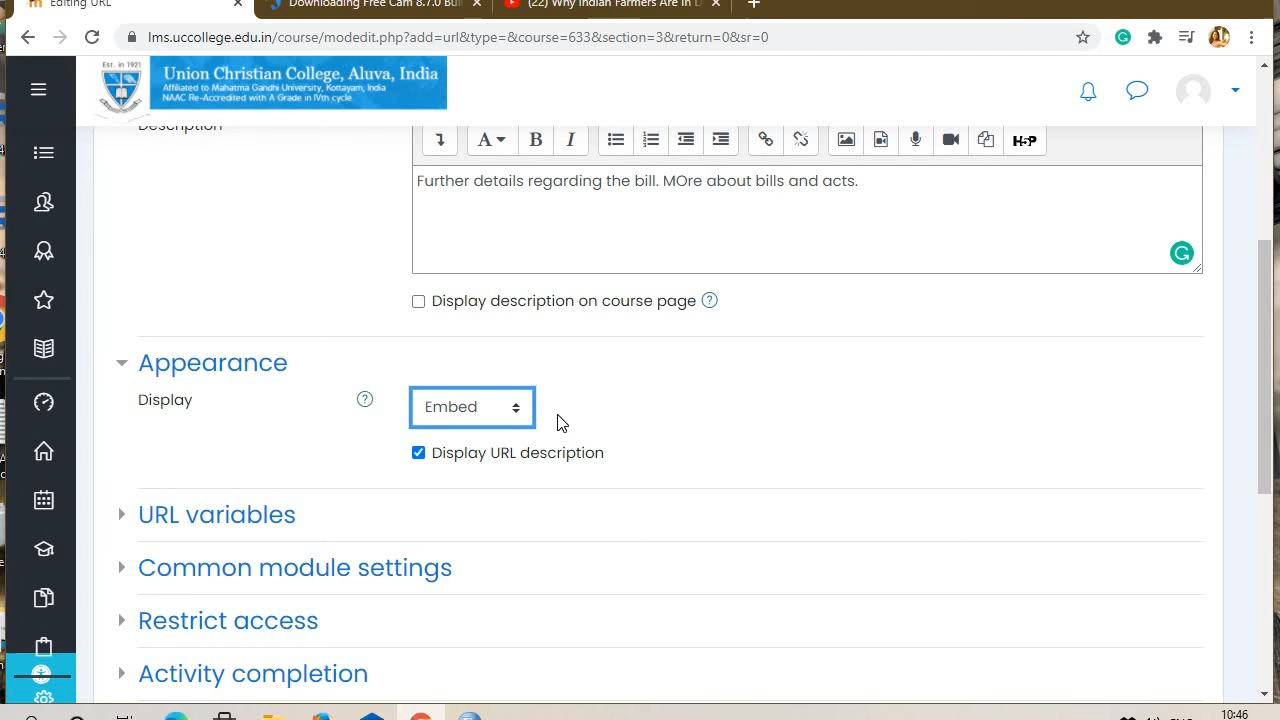 Editing URL
Downloading Free Cam 8.7.0 Buil
(22) Why Indian Farmers Are In D
lms.uccollege.edu.in/course/modedit.php?add=url&type=&course=633&section=3&return=0&sr=0
Est. in 1921
Union Christian College, Aluva, India
Affiliated to Mahatma Gandhi University, Kottayam, India
NAAC Re-Accredited with A Grade in IVth cycle
Description
A B I H-P
Further details regarding the bill. MOre about bills and acts.
Display description on course page ?
Appearance
Display ? Embed
Display URL description
URL variables
Common module settings
Restrict access
Activity completion
10:46